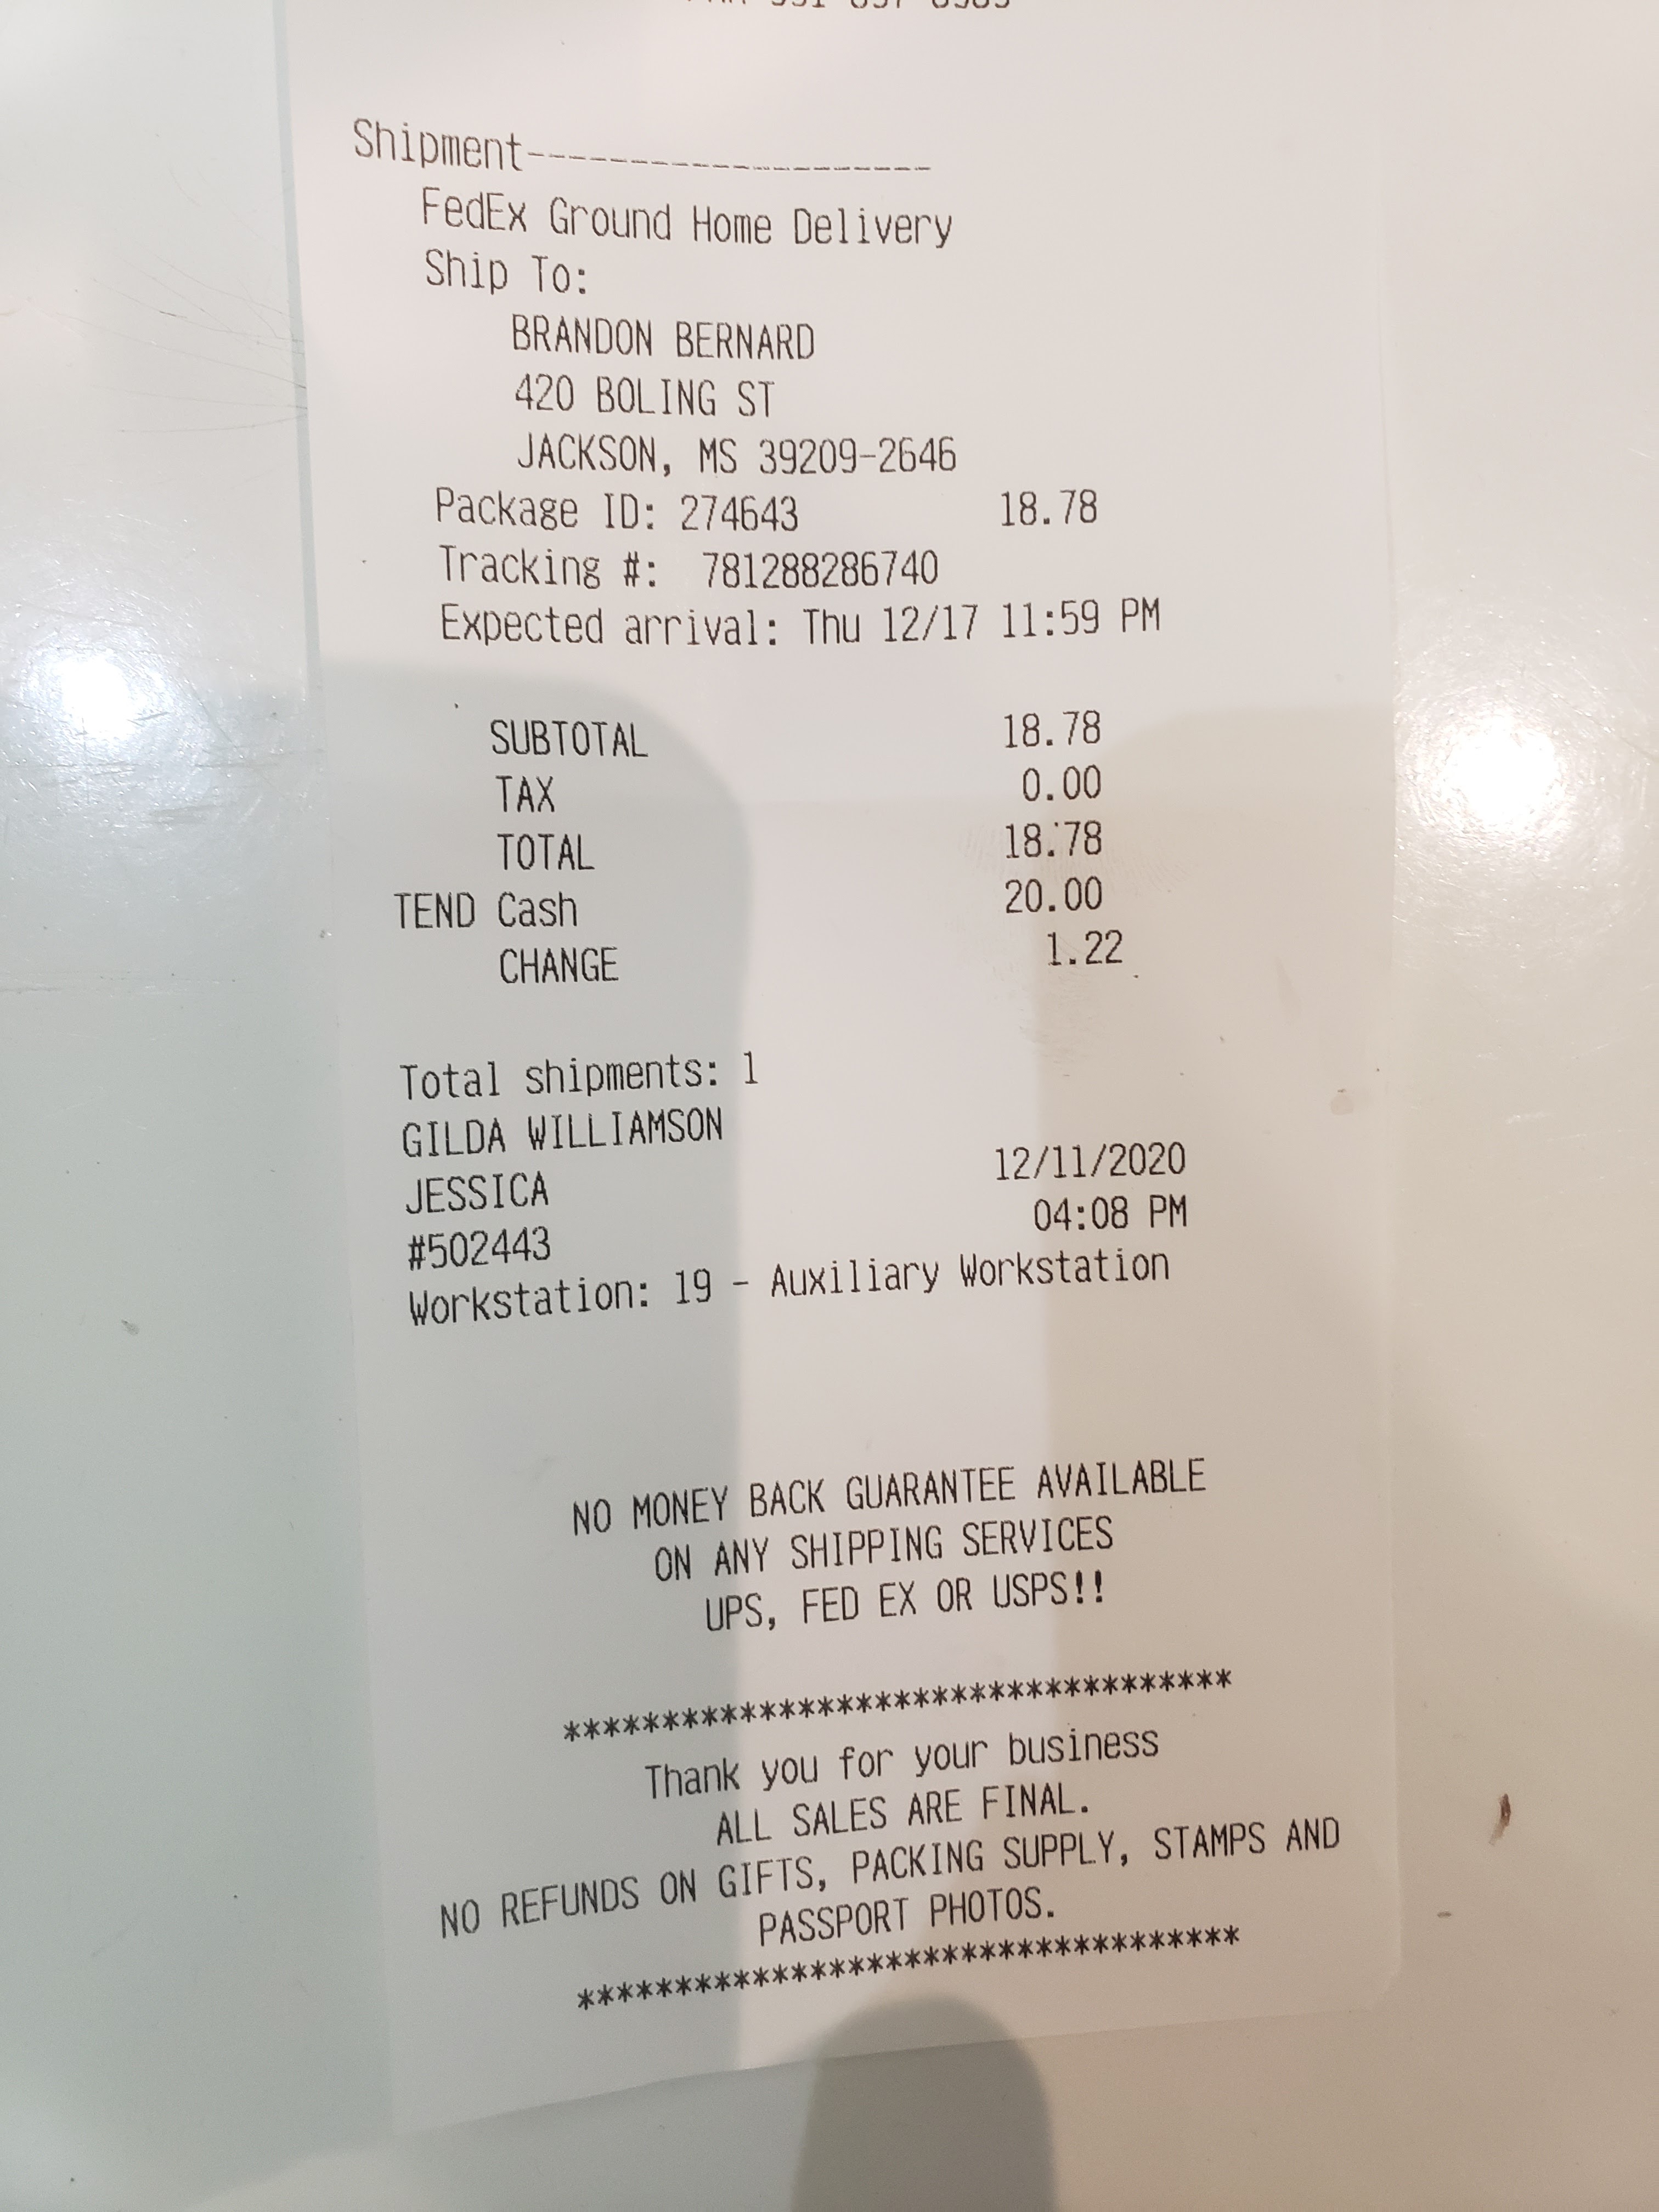 Shipment--------------------
FedEx Ground Home Delivery
Ship To:
BRANDON BERNARD
420 BOLING ST
JACKSON, MS 39209-2646
Package ID: 274643 18.78
Tracking #: 781288286740
Expected arrival: Thu 12/17 11:59 PM
SUBTOTAL 18.78
TAX 0.00
TOTAL 18.78
TEND Cash 20.00
CHANGE 1.22
Total shipments: 1
GILDA WILLIAMSON
JESSICA 12/11/2020
#502443 04:08 PM
Workstation: 19 - Auxiliary Workstation
NO MONEY BACK GUARANTEE AVAILABLE
ON ANY SHIPPING SERVICES
UPS, FED EX OR USPS!!
**********************************
Thank you for your business
ALL SALES ARE FINAL.
NO REFUNDS ON GIFTS, PACKING SUPPLY, STAMPS AND
PASSPORT PHOTOS.
**********************************